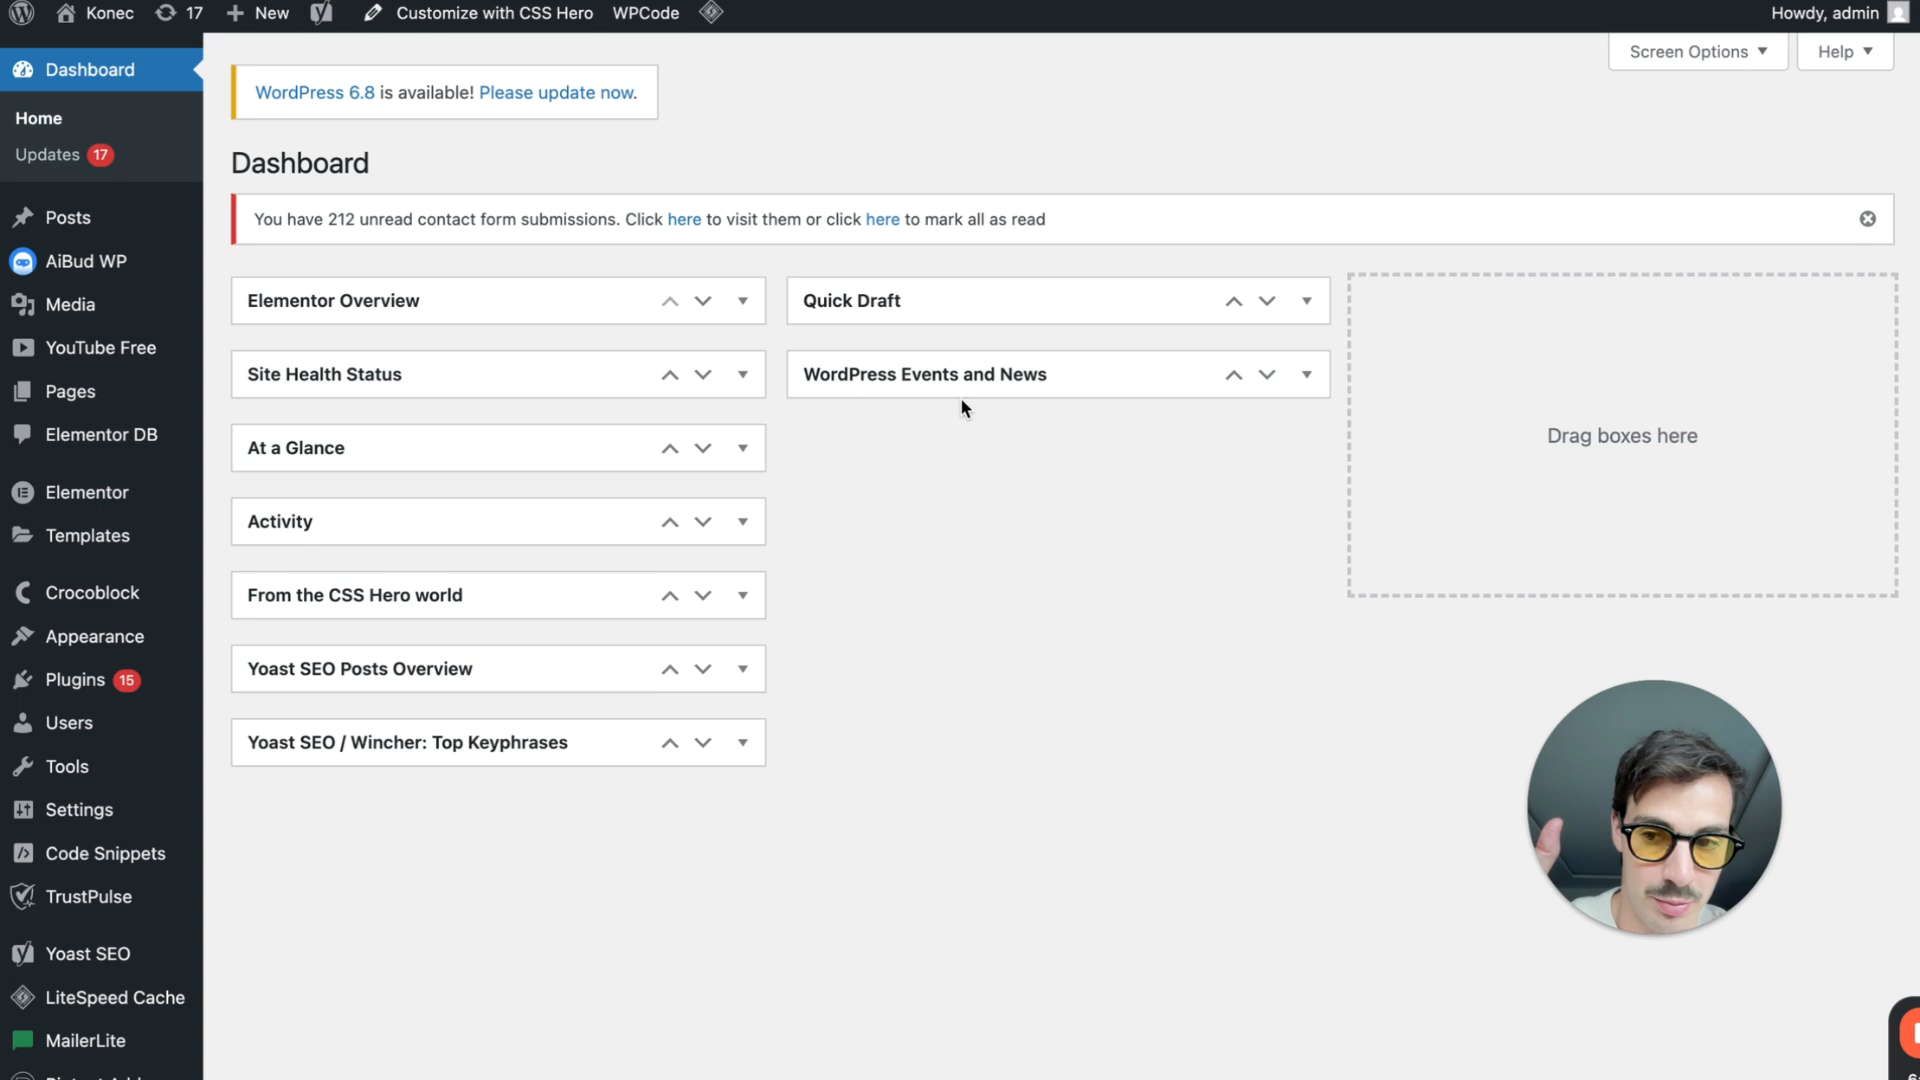 Konec 17 New Customize with CSS Hero WPCode Howdy, admin
Screen Options Help
Dashboard
Home
Updates 17
Posts
AiBud WP
Media
YouTube Free
Pages
Elementor DB
Elementor
Templates
Crocoblock
Appearance
Plugins 15
Users
Tools
Settings
Code Snippets
TrustPulse
Yoast SEO
LiteSpeed Cache
MailerLite
WordPress 6.8 is available! Please update now.
Dashboard
You have 212 unread contact form submissions. Click here to visit them or click here to mark all as read
Elementor Overview
Site Health Status
At a Glance
Activity
From the CSS Hero world
Yoast SEO Posts Overview
Yoast SEO / Wincher: Top Keyphrases
Quick Draft
WordPress Events and News
Drag boxes here